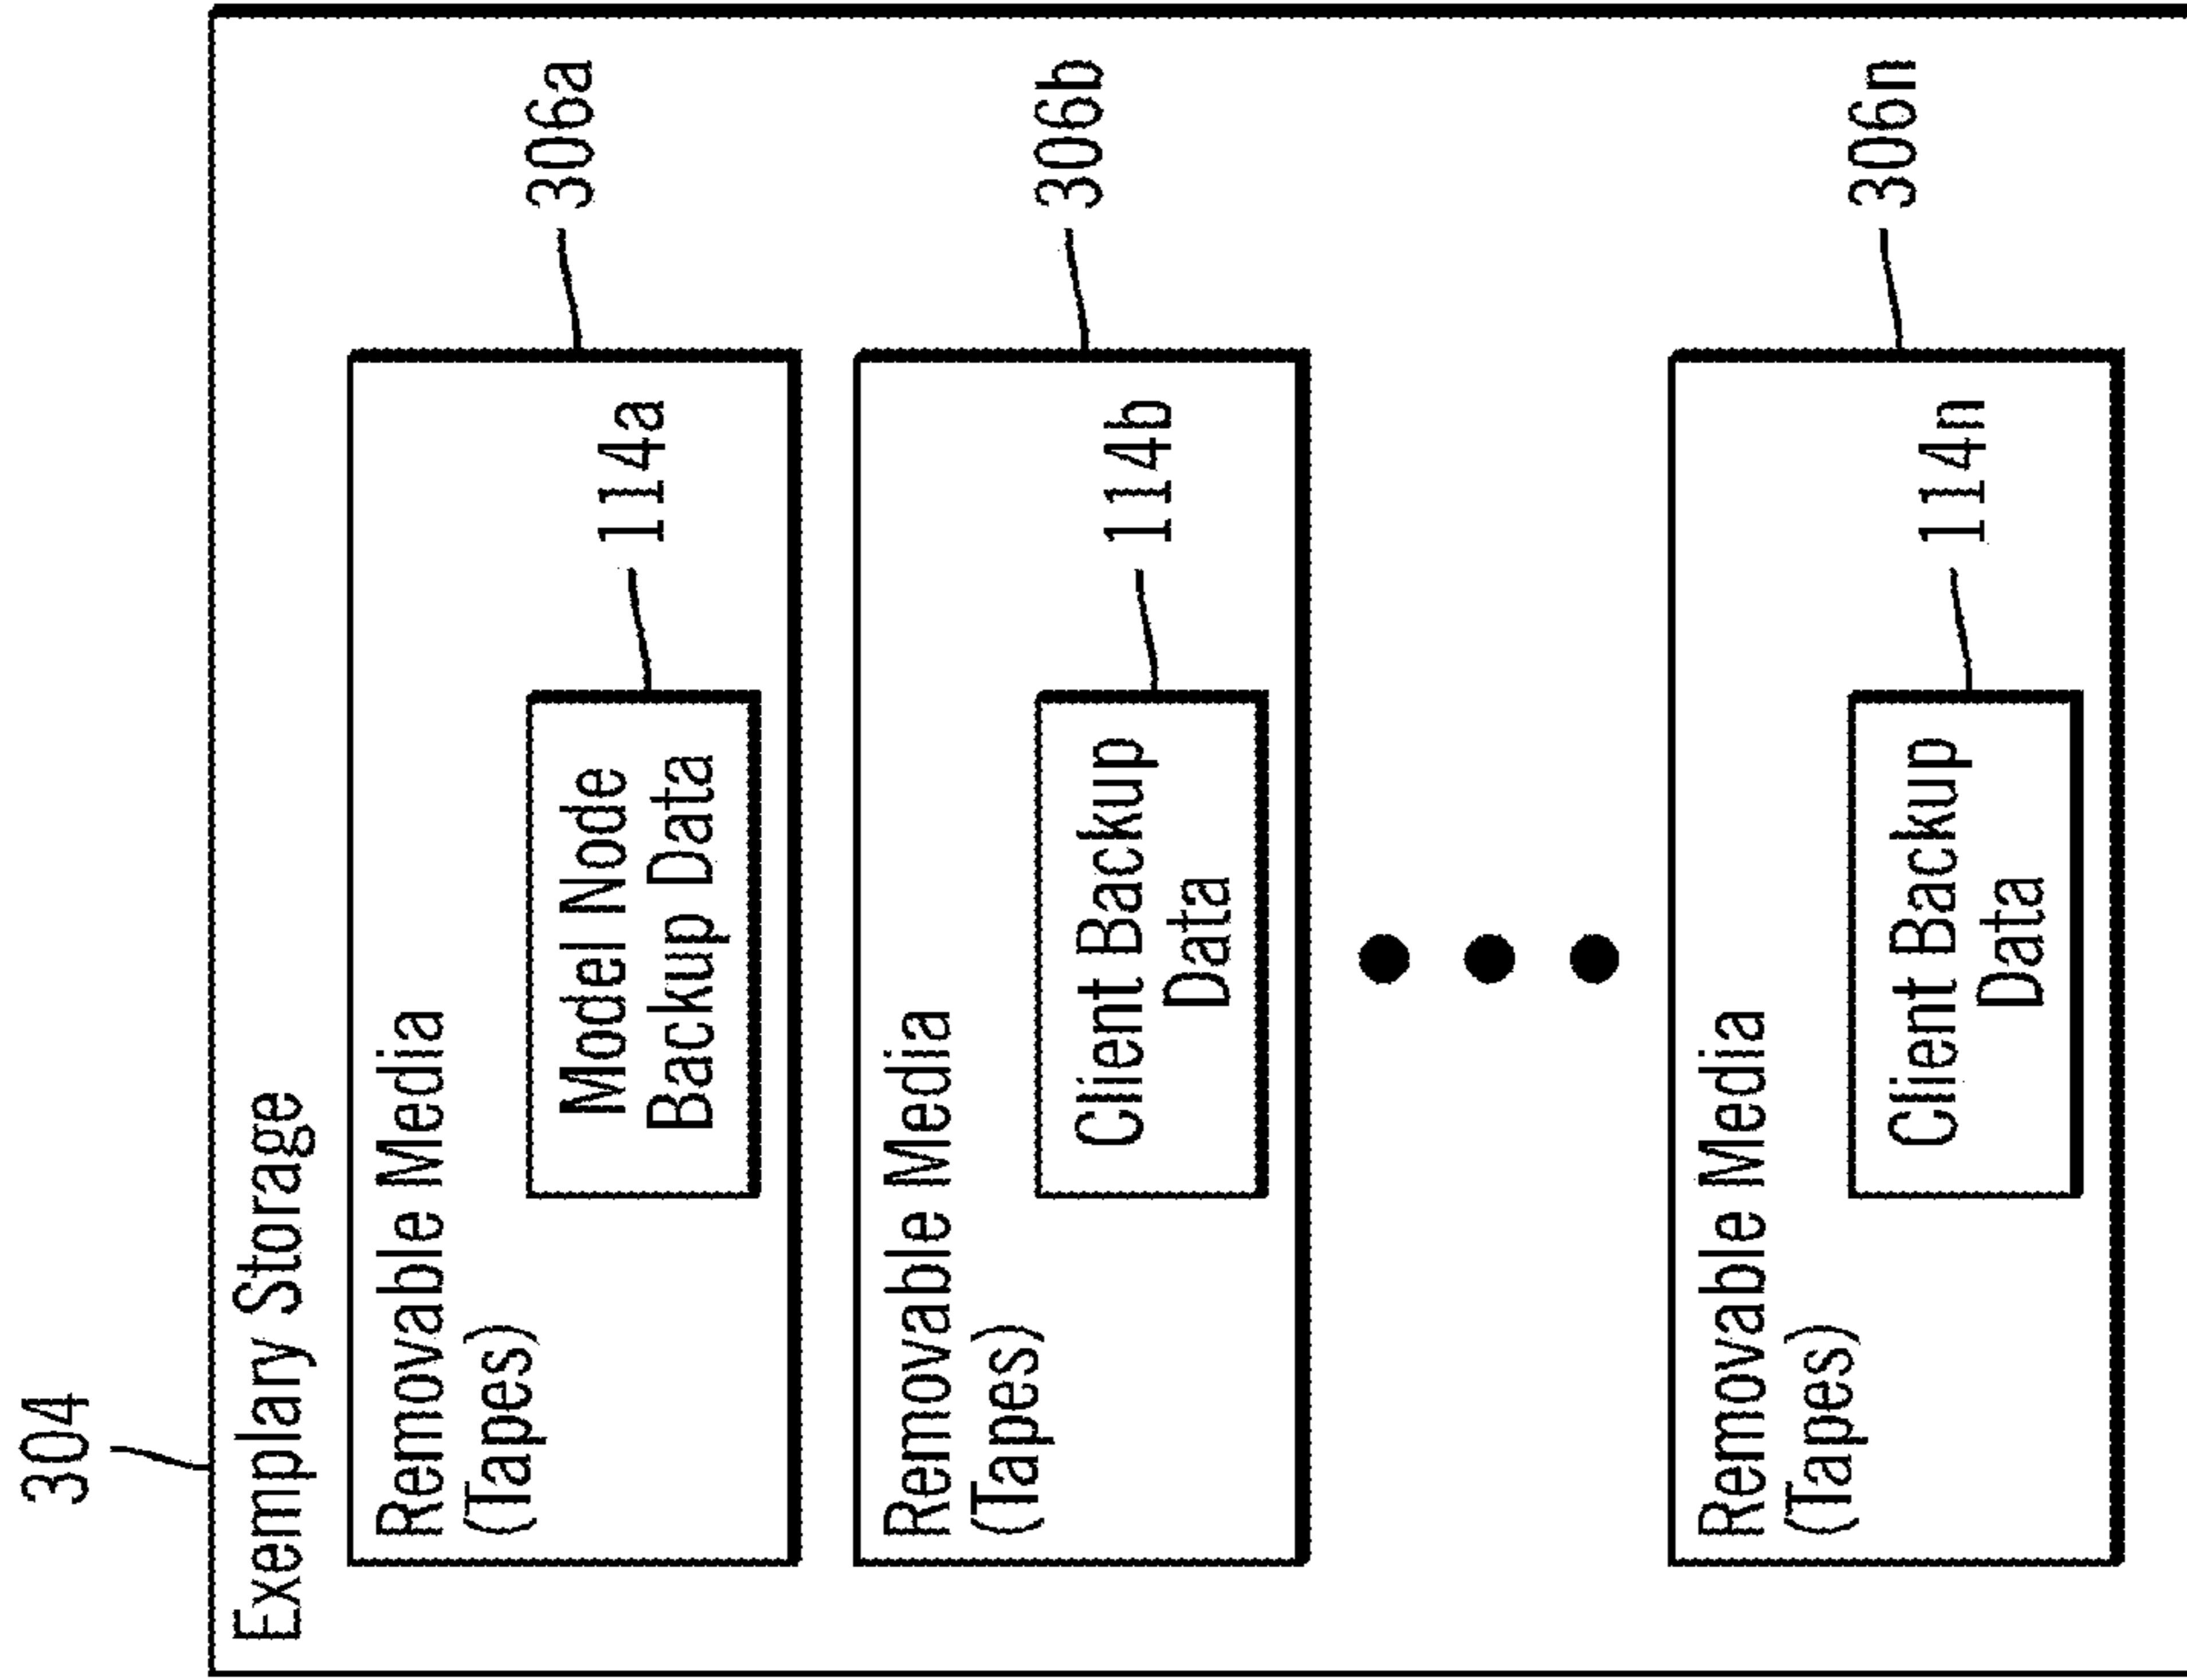 304
Exemplary Storage
Removable Media
(Tapes)
306a
114a
Model Node
Backup Data
Removable Media
(Tapes)
306b
114b
Client Backup
Data
Removable Media
(Tapes)
306n
114n
Client Backup
Data